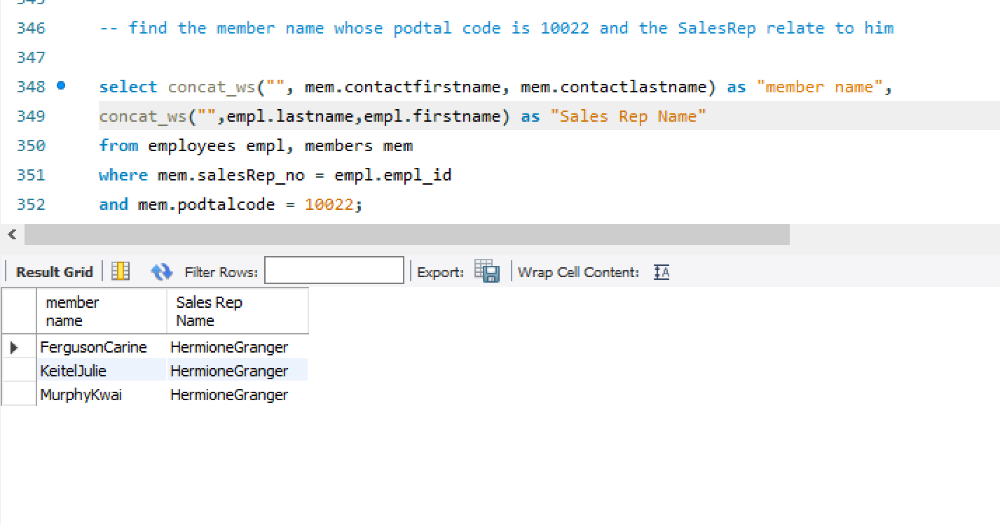 345
346 -- find the member name whose podtal code is 10022 and the SalesRep relate to him
347
348 select concat_ws("", mem.contactfirstname, mem.contactlastname) as "member name",
349 concat_ws("",empl.lastname,empl.firstname) as "Sales Rep Name"
350 from employees empl, members mem
351 where mem.salesRep_no = empl.empl_id
352 and mem.podtalcode = 10022;
Result Grid Filter Rows: Export: Wrap Cell Content: A
member name Sales Rep Name
FergusonCarine HermioneGranger
KeitelJulie HermioneGranger
MurphyKwai HermioneGranger